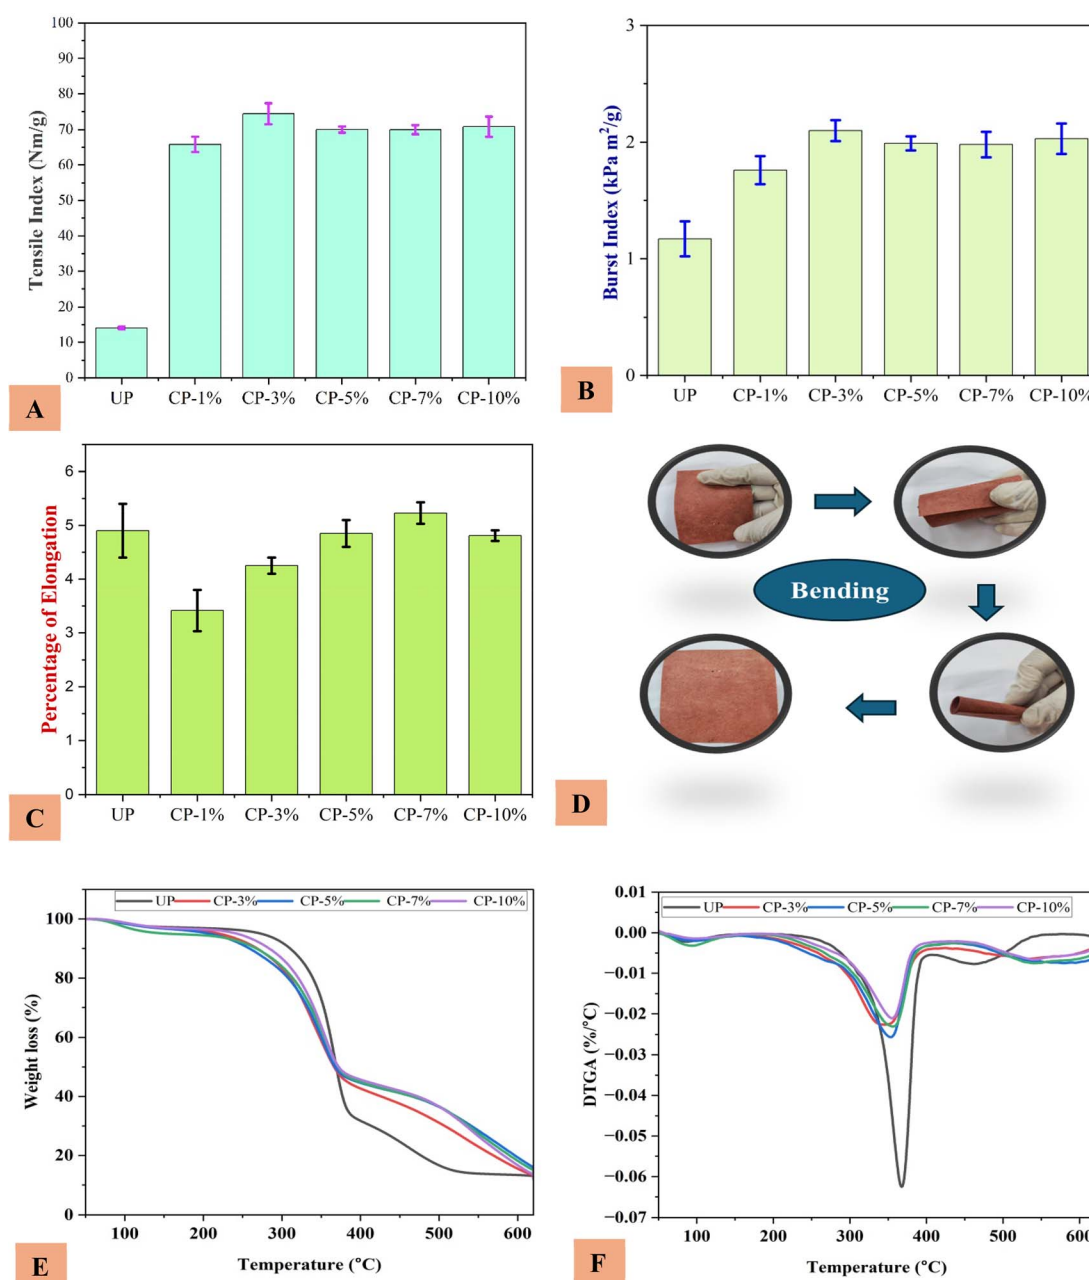 100
90
80
70
60
50
40
30
20
10
0
Tensile Index (Nm/g)
UP CP-1% CP-3% CP-5% CP-7% CP-10%
A
3
2
1
0
Burst Index (kPa m²/g)
UP CP-1% CP-3% CP-5% CP-7% CP-10%
B
6
5
4
3
2
1
0
Percentage of Elongation
UP CP-1% CP-3% CP-5% CP-7% CP-10%
C
Bending
D
UP CP-3% CP-5% CP-7% CP-10%
100
80
60
40
20
0
Weight loss (%)
100 200 300 400 500 600
Temperature (°C)
E
0.01
UP CP-3% CP-5% CP-7% CP-10%
0.00
−0.01
−0.02
−0.03
−0.04
−0.05
−0.06
−0.07
DTGA (%/°C)
100 200 300 400 500 600
Temperature (°C)
F